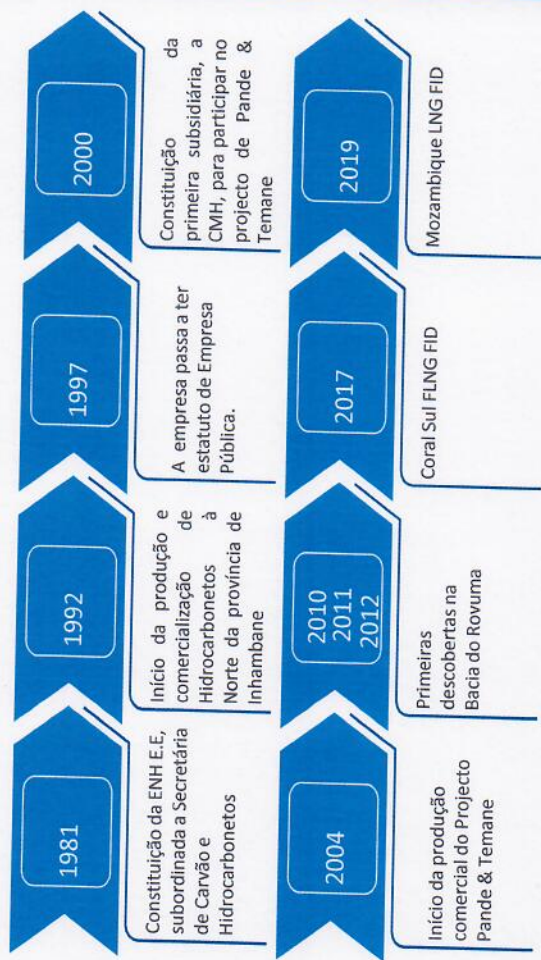 1981
Constituição da ENH E.E,
subordinada a Secretária
de Carvão e
Hidrocarbonetos
1992
Início da produção e
comercialização de
Hidrocarbonetos à
Norte da província de
Inhambane
1997
A empresa passa a ter
estatuto de Empresa
Pública.
2000
Constituição da
primeira subsidiária, a
CMH, para participar no
projecto de Pande &
Temane
2004
Início da produção
comercial do Projecto
Pande & Temane
2010
2011
2012
Primeiras
descobertas na
Bacia do Rovuma
2017
Coral Sul FLNG FID
2019
Mozambique LNG FID